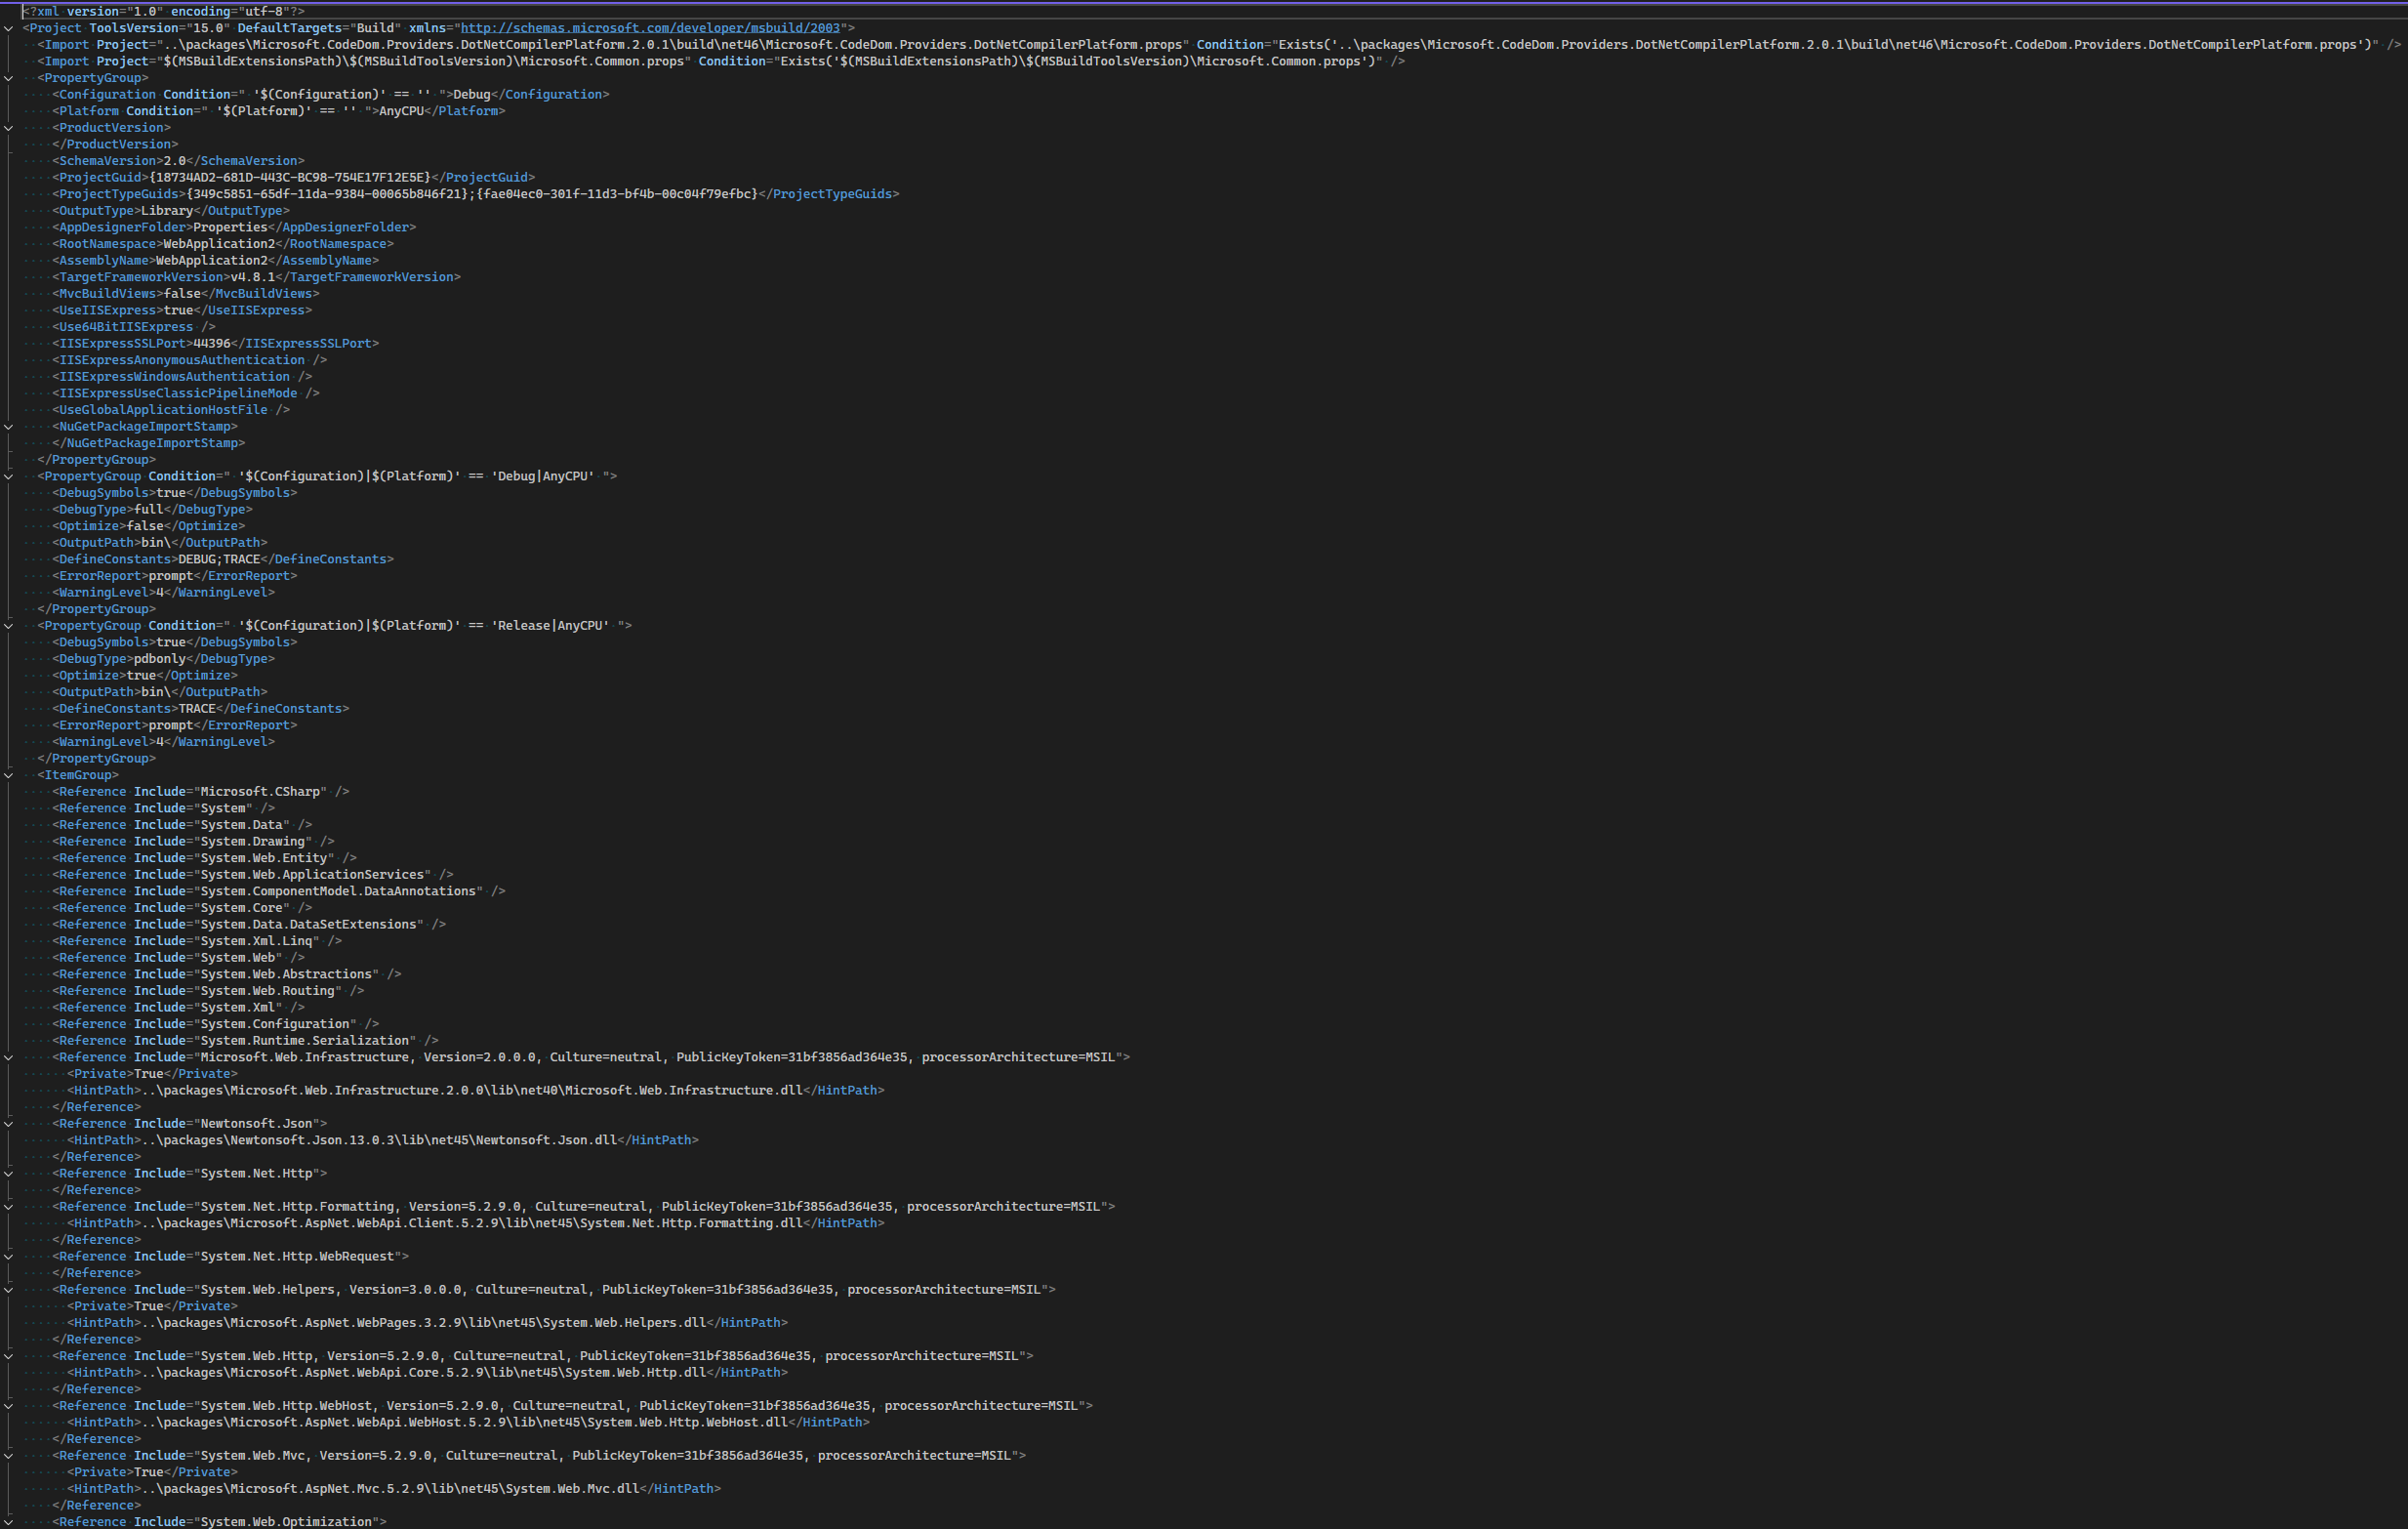 <?xml version="1.0" encoding="utf-8"?>
<Project ToolsVersion="15.0" DefaultTargets="Build" xmlns="http://schemas.microsoft.com/developer/msbuild/2003">
<Import Project="..\packages\Microsoft.CodeDom.Providers.DotNetCompilerPlatform.2.0.1\build\net46\Microsoft.CodeDom.Providers.DotNetCompilerPlatform.props" Condition="Exists('..\packages\Microsoft.CodeDom.Providers.DotNetCompilerPlatform.2.0.1\build\net46\Microsoft.CodeDom.Providers.DotNetCompilerPlatform.props')" />
<Import Project="$(MSBuildExtensionsPath)\$(MSBuildToolsVersion)\Microsoft.Common.props" Condition="Exists('$(MSBuildExtensionsPath)\$(MSBuildToolsVersion)\Microsoft.Common.props')" />
<PropertyGroup>
<Configuration Condition=" '$(Configuration)' == '' ">Debug</Configuration>
<Platform Condition=" '$(Platform)' == '' ">AnyCPU</Platform>
<ProductVersion>
</ProductVersion>
<SchemaVersion>2.0</SchemaVersion>
<ProjectGuid>{18734AD2-681D-443C-BC98-754E17F12E5E}</ProjectGuid>
<ProjectTypeGuids>{349c5851-65df-11da-9384-00065b846f21};{fae04ec0-301f-11d3-bf4b-00c04f79efbc}</ProjectTypeGuids>
<OutputType>Library</OutputType>
<AppDesignerFolder>Properties</AppDesignerFolder>
<RootNamespace>WebApplication2</RootNamespace>
<AssemblyName>WebApplication2</AssemblyName>
<TargetFrameworkVersion>v4.8.1</TargetFrameworkVersion>
<MvcBuildViews>false</MvcBuildViews>
<UseIISExpress>true</UseIISExpress>
<Use64BitIISExpress />
<IISExpressSSLPort>44396</IISExpressSSLPort>
<IISExpressAnonymousAuthentication />
<IISExpressWindowsAuthentication />
<IISExpressUseClassicPipelineMode />
<UseGlobalApplicationHostFile />
<NuGetPackageImportStamp>
</NuGetPackageImportStamp>
</PropertyGroup>
<PropertyGroup Condition=" '$(Configuration)|$(Platform)' == 'Debug|AnyCPU' ">
<DebugSymbols>true</DebugSymbols>
<DebugType>full</DebugType>
<Optimize>false</Optimize>
<OutputPath>bin\</OutputPath>
<DefineConstants>DEBUG;TRACE</DefineConstants>
<ErrorReport>prompt</ErrorReport>
<WarningLevel>4</WarningLevel>
</PropertyGroup>
<PropertyGroup Condition=" '$(Configuration)|$(Platform)' == 'Release|AnyCPU' ">
<DebugSymbols>true</DebugSymbols>
<DebugType>pdbonly</DebugType>
<Optimize>true</Optimize>
<OutputPath>bin\</OutputPath>
<DefineConstants>TRACE</DefineConstants>
<ErrorReport>prompt</ErrorReport>
<WarningLevel>4</WarningLevel>
</PropertyGroup>
<ItemGroup>
<Reference Include="Microsoft.CSharp" />
<Reference Include="System" />
<Reference Include="System.Data" />
<Reference Include="System.Drawing" />
<Reference Include="System.Web.Entity" />
<Reference Include="System.Web.ApplicationServices" />
<Reference Include="System.ComponentModel.DataAnnotations" />
<Reference Include="System.Core" />
<Reference Include="System.Data.DataSetExtensions" />
<Reference Include="System.Xml.Linq" />
<Reference Include="System.Web" />
<Reference Include="System.Web.Abstractions" />
<Reference Include="System.Web.Routing" />
<Reference Include="System.Xml" />
<Reference Include="System.Configuration" />
<Reference Include="System.Runtime.Serialization" />
<Reference Include="Microsoft.Web.Infrastructure, Version=2.0.0.0, Culture=neutral, PublicKeyToken=31bf3856ad364e35, processorArchitecture=MSIL">
<Private>True</Private>
<HintPath>..\packages\Microsoft.Web.Infrastructure.2.0.0\lib\net40\Microsoft.Web.Infrastructure.dll</HintPath>
</Reference>
<Reference Include="Newtonsoft.Json">
<HintPath>..\packages\Newtonsoft.Json.13.0.3\lib\net45\Newtonsoft.Json.dll</HintPath>
</Reference>
<Reference Include="System.Net.Http">
</Reference>
<Reference Include="System.Net.Http.Formatting, Version=5.2.9.0, Culture=neutral, PublicKeyToken=31bf3856ad364e35, processorArchitecture=MSIL">
<HintPath>..\packages\Microsoft.AspNet.WebApi.Client.5.2.9\lib\net45\System.Net.Http.Formatting.dll</HintPath>
</Reference>
<Reference Include="System.Net.Http.WebRequest">
</Reference>
<Reference Include="System.Web.Helpers, Version=3.0.0.0, Culture=neutral, PublicKeyToken=31bf3856ad364e35, processorArchitecture=MSIL">
<Private>True</Private>
<HintPath>..\packages\Microsoft.AspNet.WebPages.3.2.9\lib\net45\System.Web.Helpers.dll</HintPath>
</Reference>
<Reference Include="System.Web.Http, Version=5.2.9.0, Culture=neutral, PublicKeyToken=31bf3856ad364e35, processorArchitecture=MSIL">
<HintPath>..\packages\Microsoft.AspNet.WebApi.Core.5.2.9\lib\net45\System.Web.Http.dll</HintPath>
</Reference>
<Reference Include="System.Web.Http.WebHost, Version=5.2.9.0, Culture=neutral, PublicKeyToken=31bf3856ad364e35, processorArchitecture=MSIL">
<HintPath>..\packages\Microsoft.AspNet.WebApi.WebHost.5.2.9\lib\net45\System.Web.Http.WebHost.dll</HintPath>
</Reference>
<Reference Include="System.Web.Mvc, Version=5.2.9.0, Culture=neutral, PublicKeyToken=31bf3856ad364e35, processorArchitecture=MSIL">
<Private>True</Private>
<HintPath>..\packages\Microsoft.AspNet.Mvc.5.2.9\lib\net45\System.Web.Mvc.dll</HintPath>
</Reference>
<Reference Include="System.Web.Optimization">